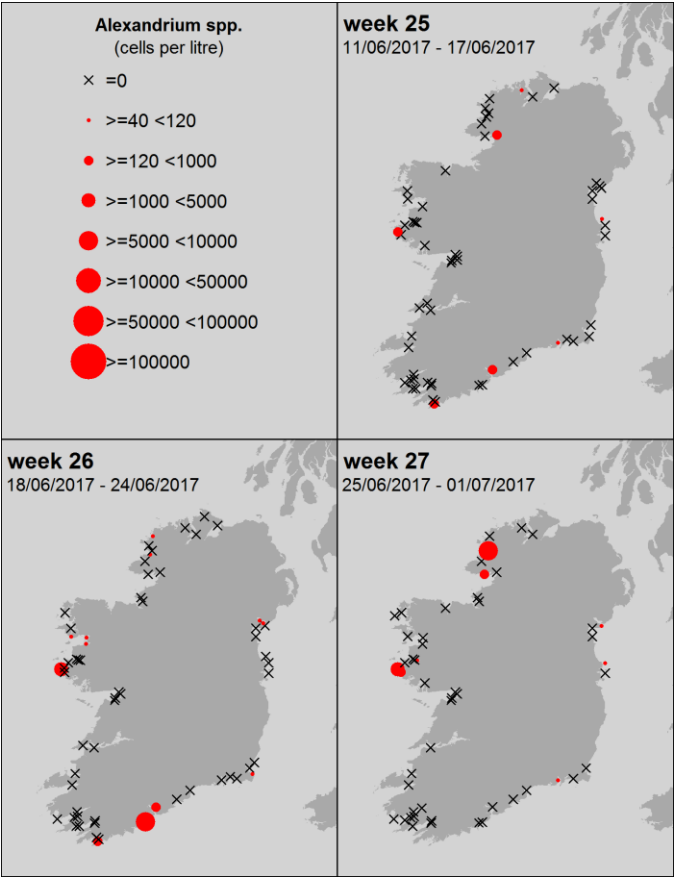 Alexandrium spp.
(cells per litre)
=0
>=40 <120
>=120 <1000
>=1000 <5000
>=5000 <10000
>=10000 <50000
>=50000 <100000
>=100000
week 25
11/06/2017 - 17/06/2017
week 26
18/06/2017 - 24/06/2017
week 27
25/06/2017 - 01/07/2017